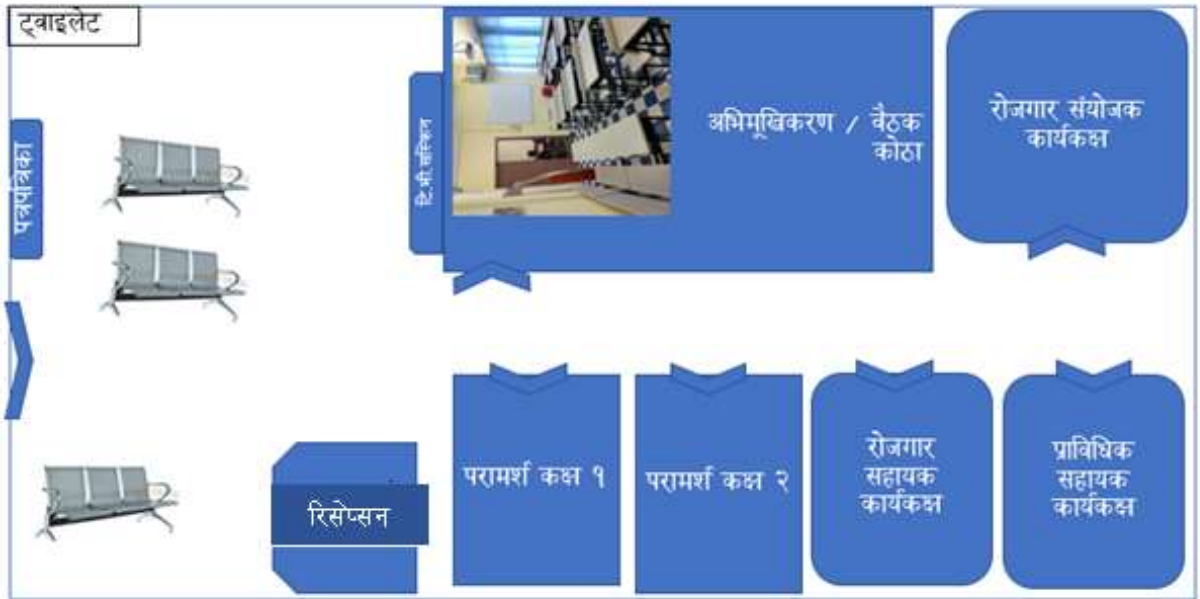 ट्वाइलेट
पत्रपत्रिका
टि.भी.सस्क्रिन
अभिमूखिकरण / वैठक
कोठा
रोजगार संयोजक
कार्यकक्ष
रिसेप्सन
परामर्श कक्ष १
परामर्श कक्ष २
रोजगार
सहायक
कार्यकक्ष
प्राविधिक
सहायक
कार्यकक्ष